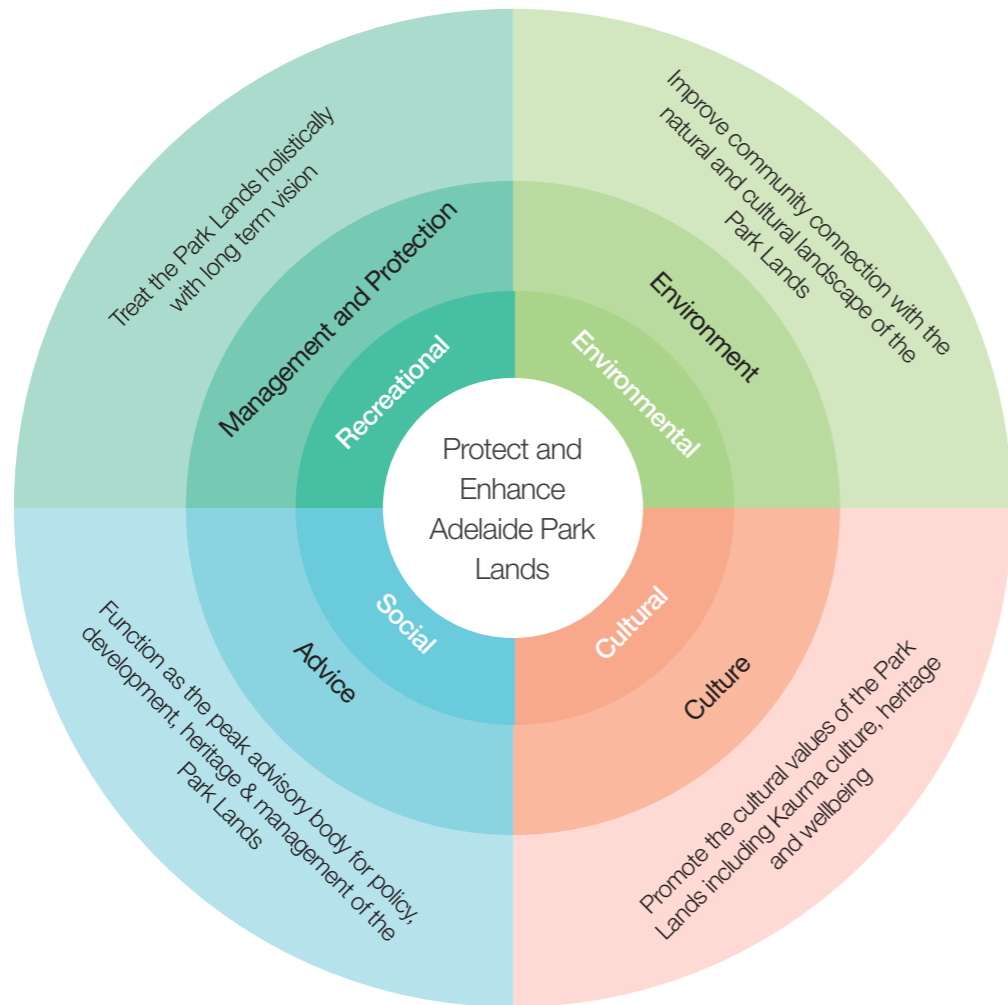 Treat the Park Lands holistically
with long term vision
Management and Protection
Recreational
Improve community connection with the
natural and cultural landscape of the
Park Lands
Environment
Environmental
Protect and
Enhance
Adelaide Park
Lands
Social
Advice
Function as the peak advisory body for policy,
development, heritage & management of the
Park Lands
Cultural
Culture
Promote the cultural values of the Park
Lands including Kaurna culture, heritage
and wellbeing